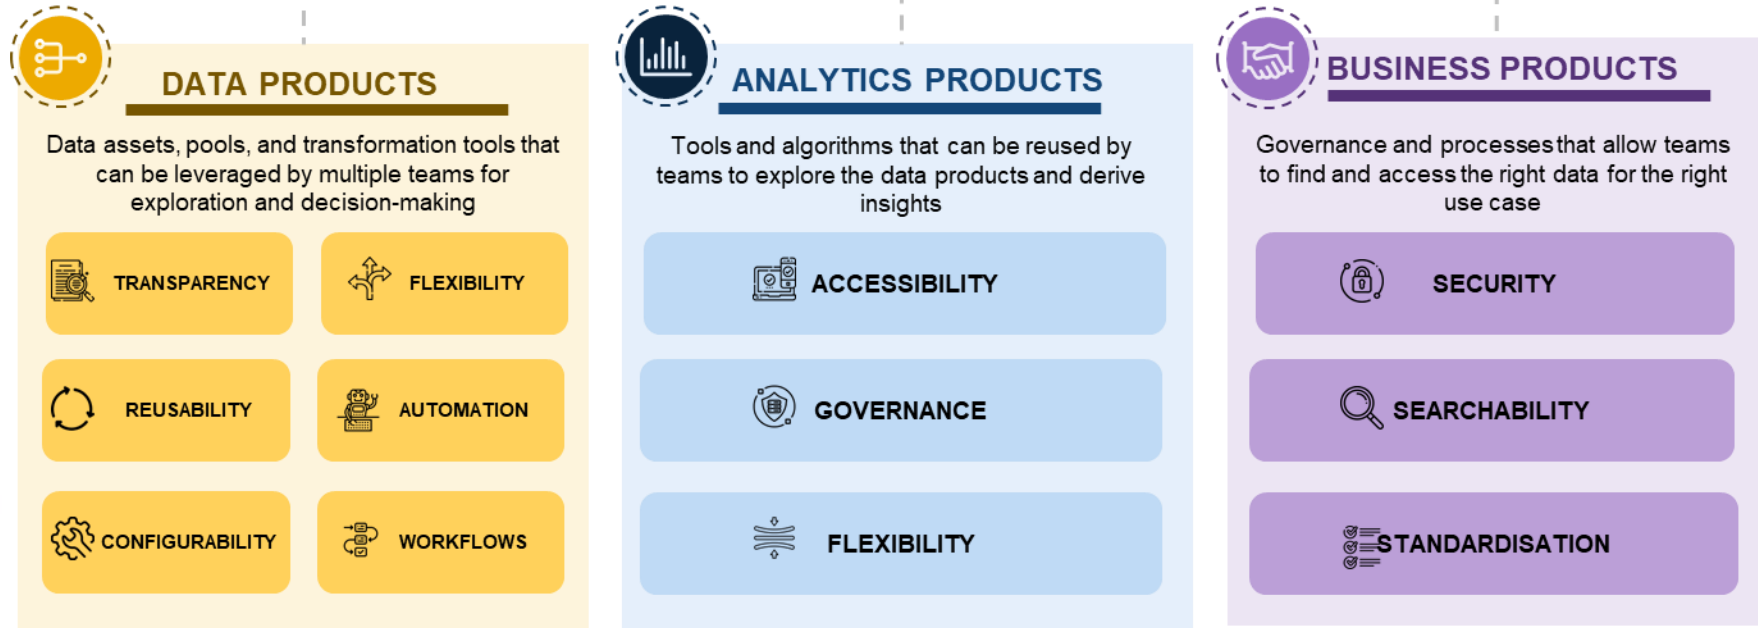 DATA PRODUCTS
Data assets, pools, and transformation tools that
can be leveraged by multiple teams for
exploration and decision-making
TRANSPARENCY
FLEXIBILITY
REUSABILITY
AUTOMATION
CONFIGURABILITY
WORKFLOWS
ANALYTICS PRODUCTS
Tools and algorithms that can be reused by
teams to explore the data products and derive
insights
ACCESSIBILITY
GOVERNANCE
FLEXIBILITY
BUSINESS PRODUCTS
Governance and processes that allow teams
to find and access the right data for the right
use case
SECURITY
SEARCHABILITY
STANDARDISATION